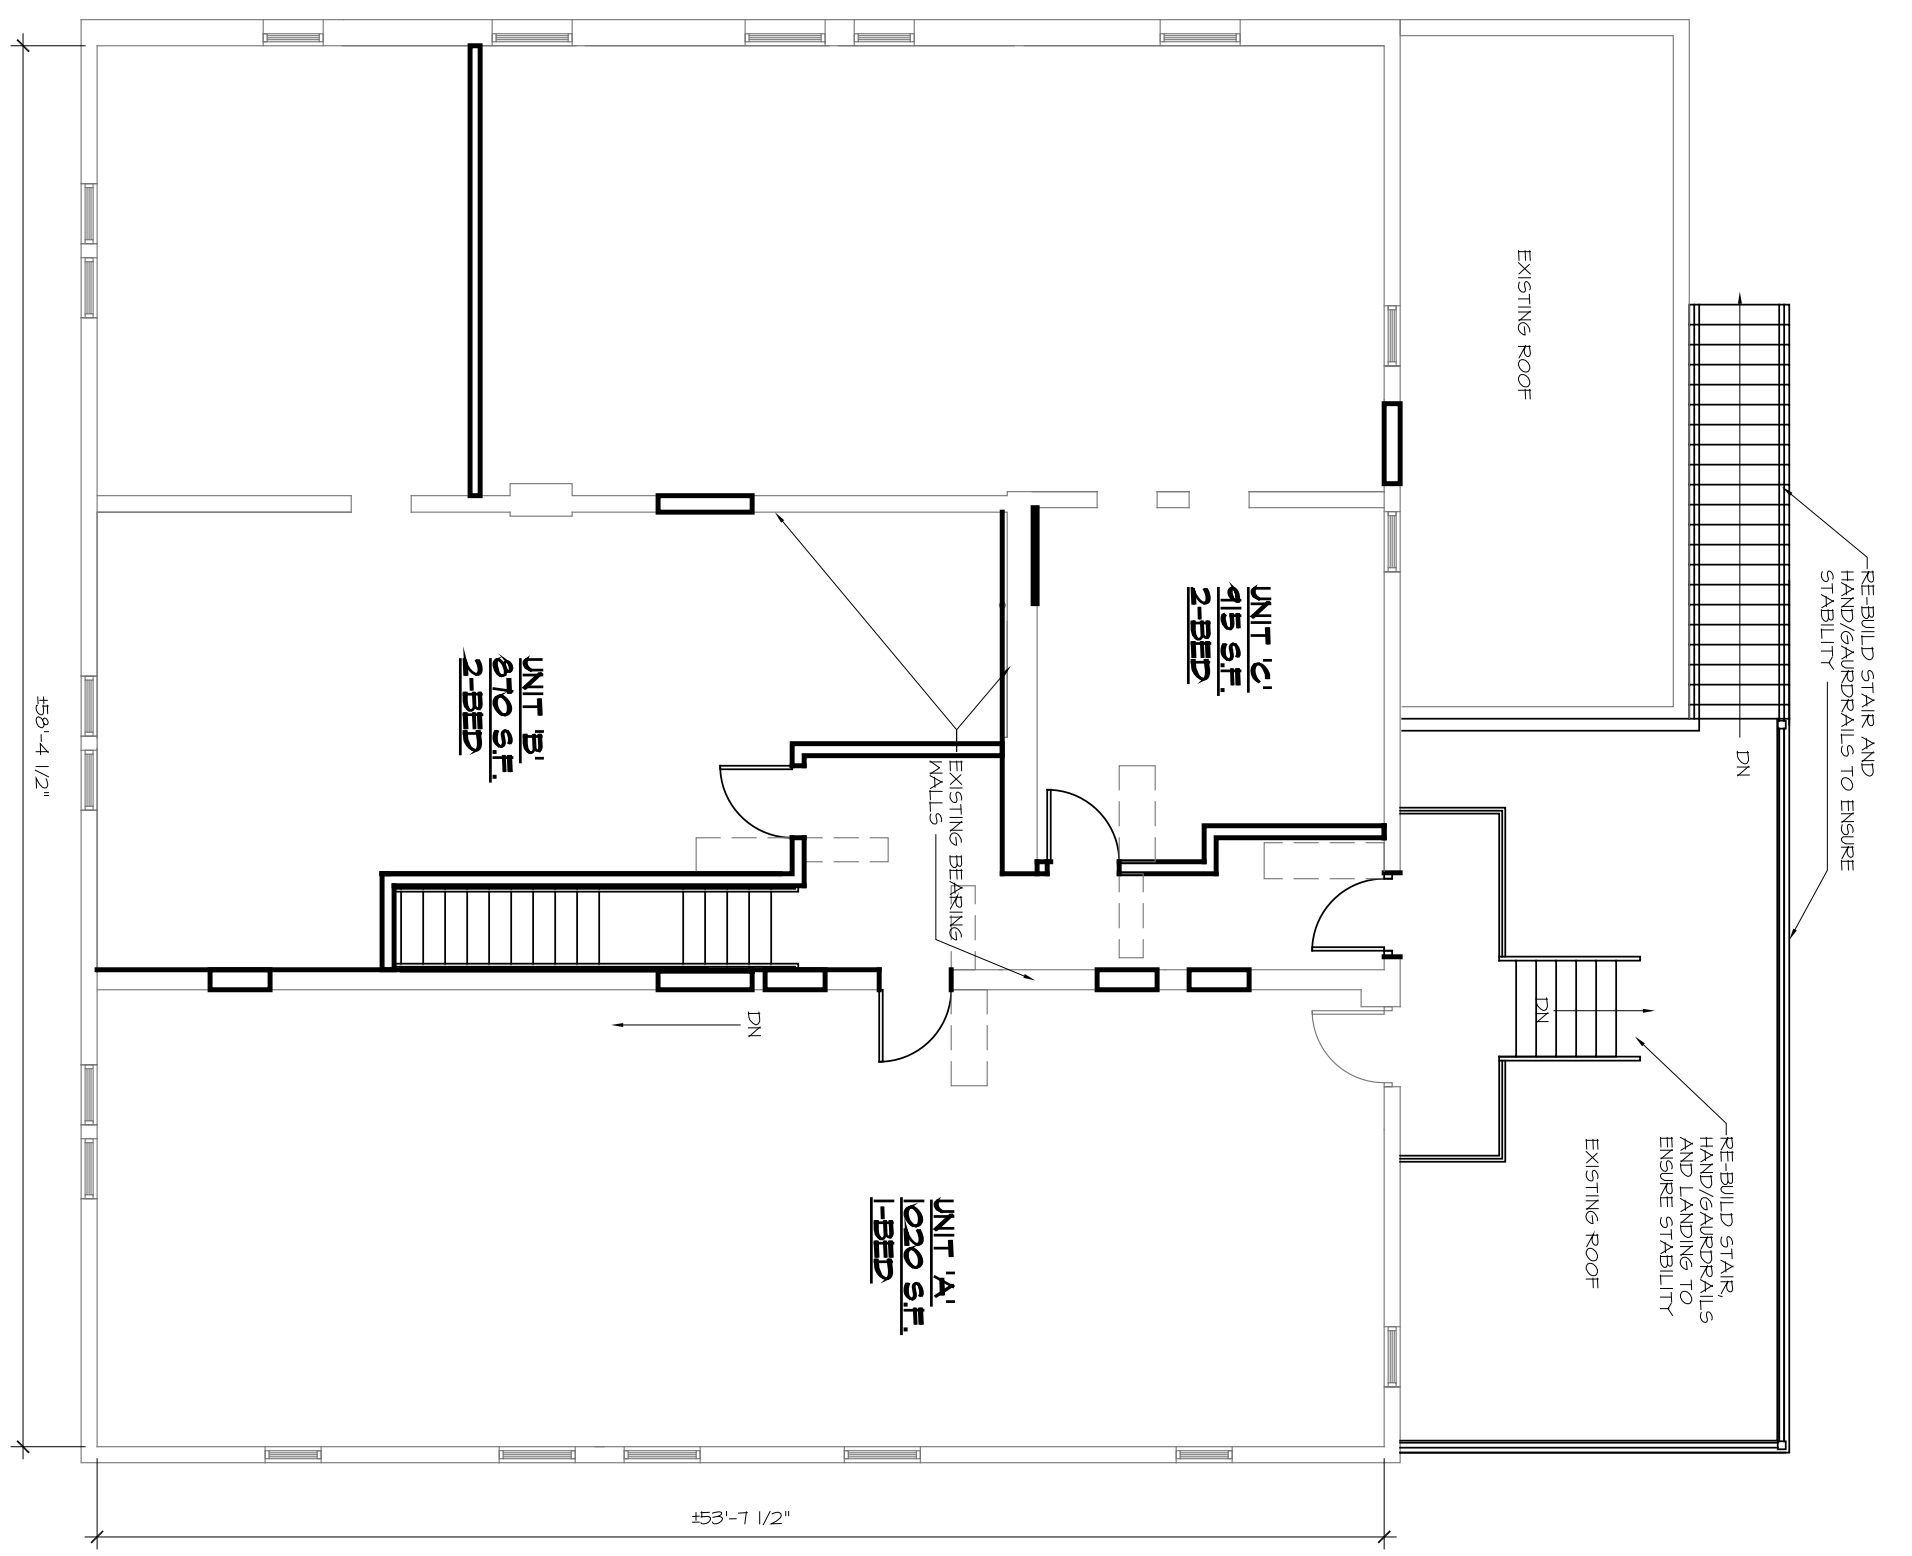 EXISTING ROOF
RE-BUILD STAIR AND
HAND/GAURDRAILS TO ENSURE
STABILITY
DN
UNIT 'C'
915 S.F.
2-BED
UNIT 'B'
870 S.F.
2-BED
±58'-4 1/2"
EXISTING BEARING
WALLS
DN
DN
RE-BUILD STAIR,
HAND/GAURDRAILS
AND LANDING TO
ENSURE STABILITY
EXISTING ROOF
UNIT 'A'
1020 S.F.
1-BED
±53'-7 1/2"